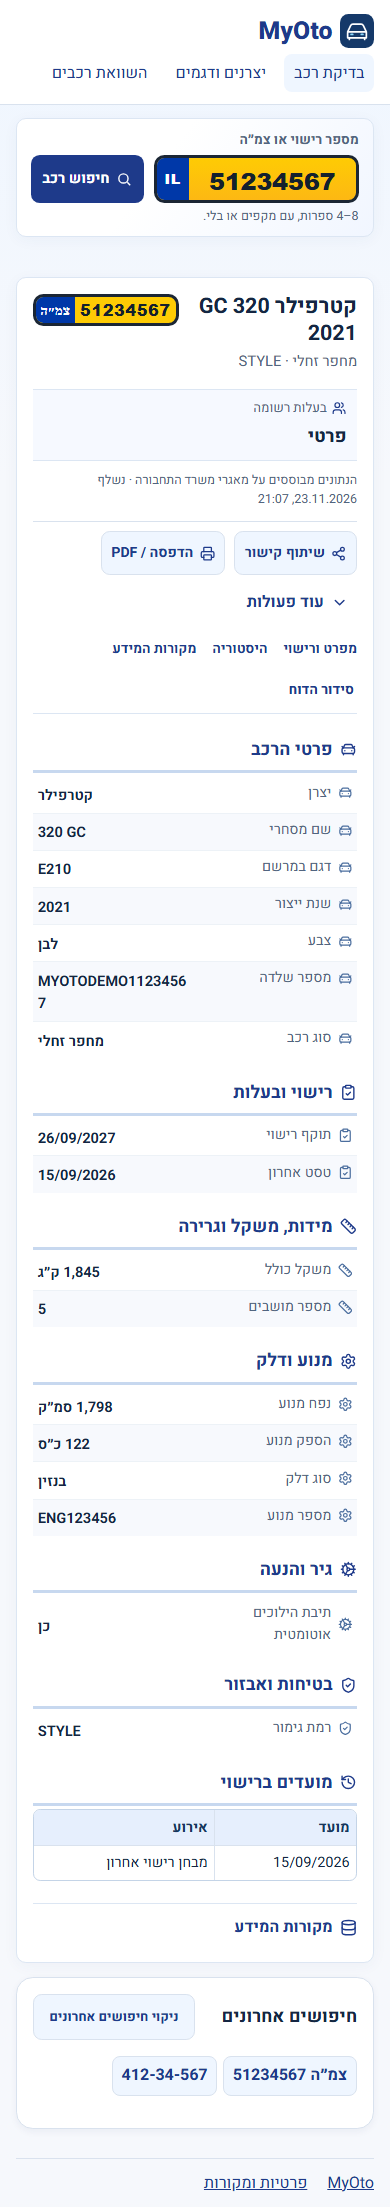 MyOto
בדיקת רכב
יצרנים ודגמים
השוואת רכבים
מספר רישוי או צמ״ה
51234567
IL
חיפוש רכב
4–8 ספרות, עם מקפים או בלי.
קטרפילר 320 GC
2021
51234567
צמ״ה
מחפר זחלי · STYLE
בעלות רשומה
פרטי
הנתונים מבוססים על מאגרי משרד התחבורה · נשלף
23.11.2026, 21:07
שיתוף קישור
הדפסה / PDF
עוד פעולות
מפרט ורישוי
היסטוריה
מקורות המידע
סידור הדוח
פרטי הרכב
יצרן
קטרפילר
שם מסחרי
320 GC
דגם במרשם
E210
שנת ייצור
2021
צבע
לבן
מספר שלדה
MYOTODEMO1123456
7
סוג רכב
מחפר זחלי
רישוי ובעלות
תוקף רישוי
26/09/2027
טסט אחרון
15/09/2026
מידות, משקל וגרירה
משקל כולל
1,845 ק״ג
מספר מושבים
5
מנוע ודלק
נפח מנוע
1,798 סמ״ק
הספק מנוע
122 כ״ס
סוג דלק
בנזין
מספר מנוע
ENG123456
גיר והנעה
תיבת הילוכים
אוטומטית
כן
בטיחות ואבזור
רמת גימור
STYLE
מועדים ברישוי
מועד
אירוע
15/09/2026
מבחן רישוי אחרון
מקורות המידע
חיפושים אחרונים
ניקוי חיפושים אחרונים
צמ״ה 51234567
412-34-567
MyOto
פרטיות ומקורות